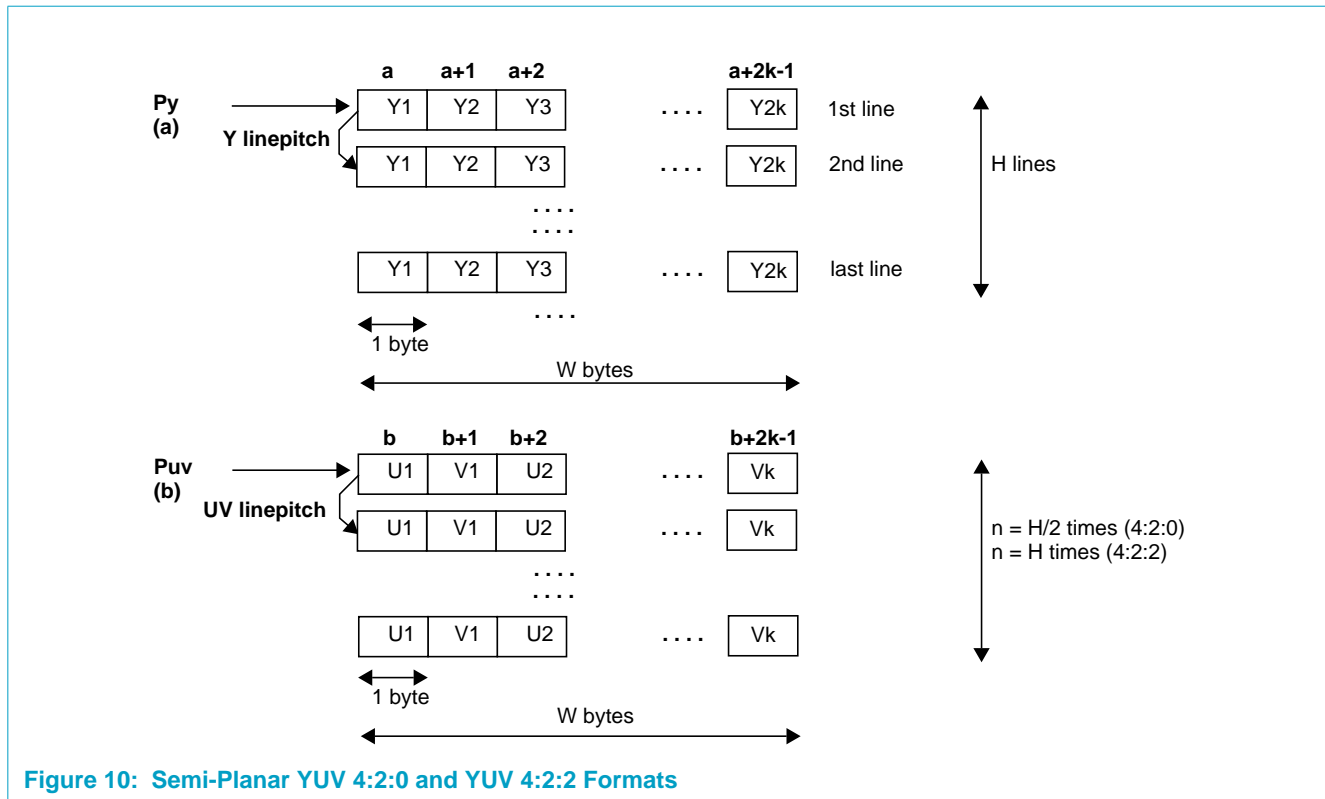 a a+1 a+2 a+2k-1
Py Y1 Y2 Y3 .... Y2k 1st line
(a)
Y linepitch
Y1 Y2 Y3 .... Y2k 2nd line H lines
....
....
Y1 Y2 Y3 .... Y2k last line
....
1 byte
W bytes
b b+1 b+2 b+2k-1
Puv U1 V1 U2 .... Vk
(b)
UV linepitch
U1 V1 U2 .... Vk n = H/2 times (4:2:0)
n = H times (4:2:2)
....
....
U1 V1 U2 .... Vk
1 byte
W bytes
Figure 10: Semi-Planar YUV 4:2:0 and YUV 4:2:2 Formats